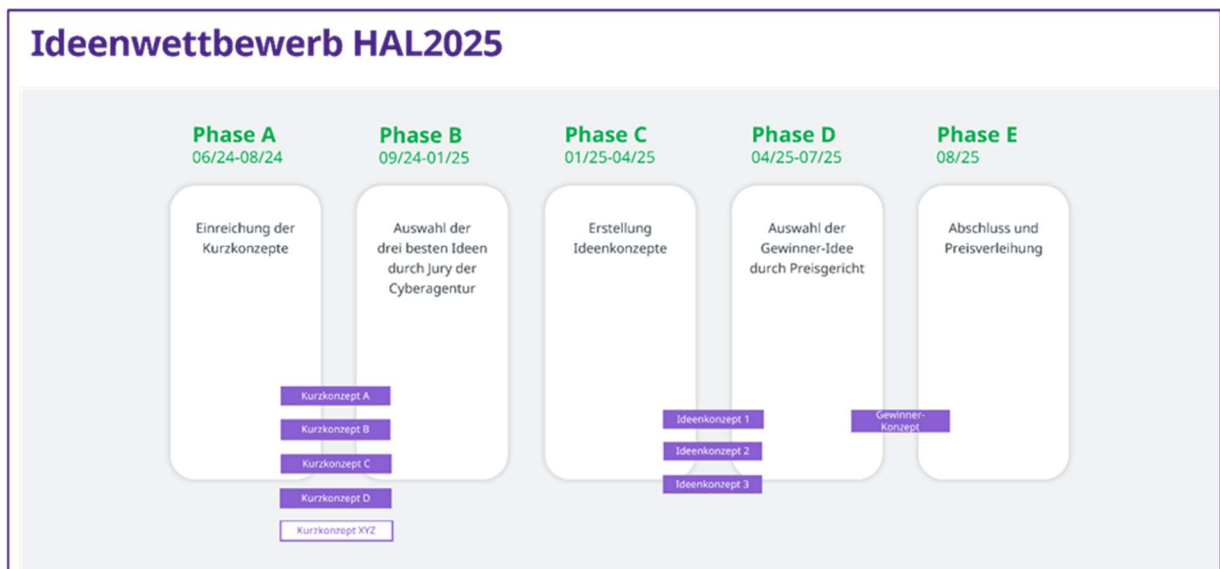 Ideenwettbewerb HAL2025
Phase A
06/24-08/24
Einreichung der
Kurzkonzepte
Phase B
09/24-01/25
Auswahl der
drei besten Ideen
durch Jury der
Cyberagentur
Phase C
01/25-04/25
Erstellung
Ideenkonzepte
Phase D
04/25-07/25
Auswahl der
Gewinner-Idee
durch Preisgericht
Phase E
08/25
Abschluss und
Preisverleihung
Kurzkonzept A
Kurzkonzept B
Kurzkonzept C
Kurzkonzept D
Kurzkonzept XYZ
Ideenkonzept 1
Ideenkonzept 2
Ideenkonzept 3
Gewinner-
Konzept